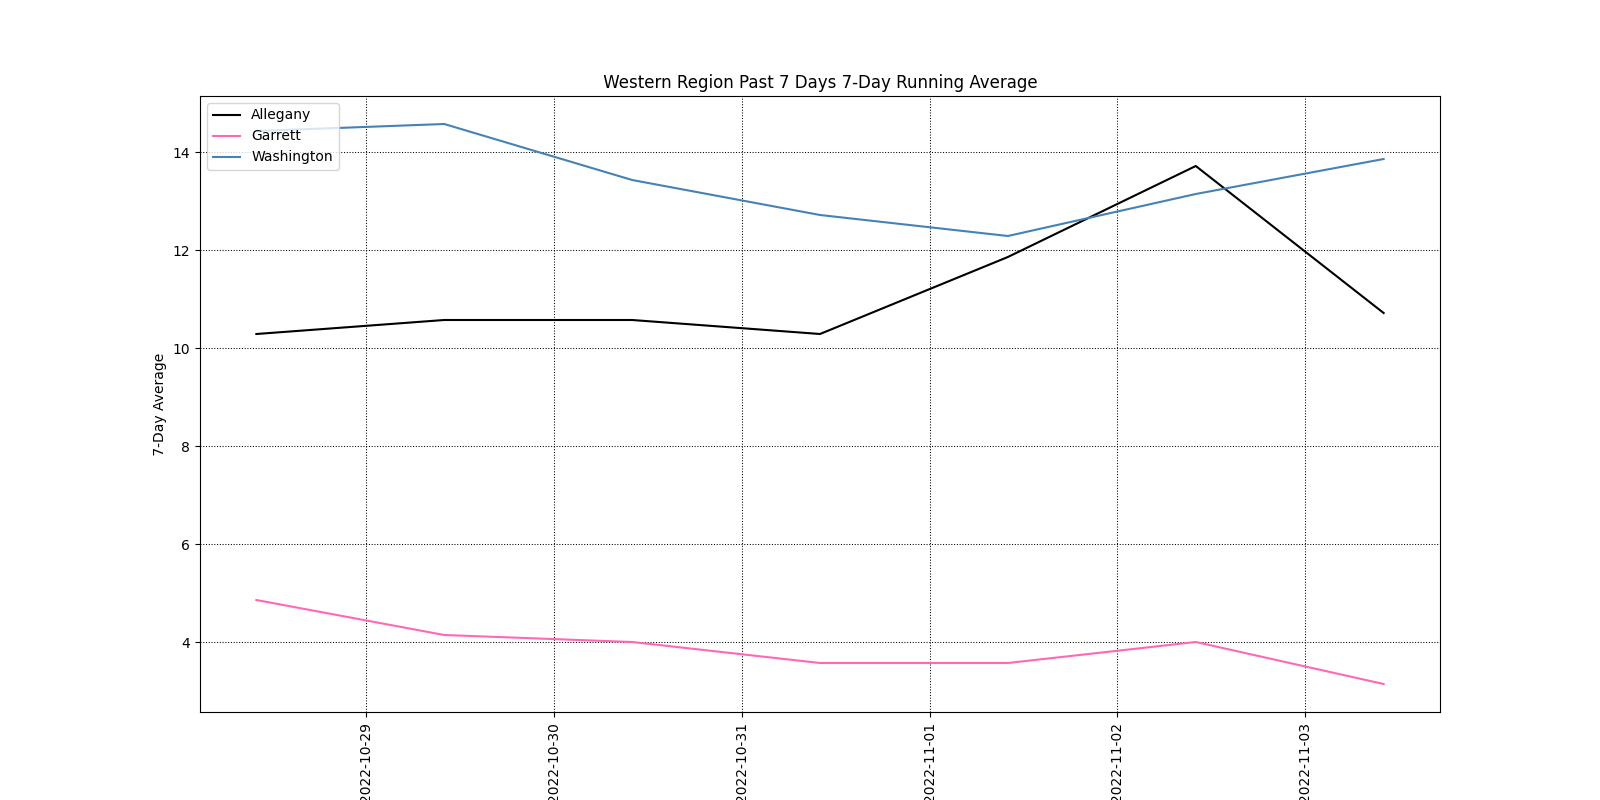 Western Region Past 7 Days 7-Day Running Average
Allegany
Garrett
Washington
14
12
10
8
6
4
7-Day Average
2022-10-29
2022-10-30
2022-10-31
2022-11-01
2022-11-02
2022-11-03